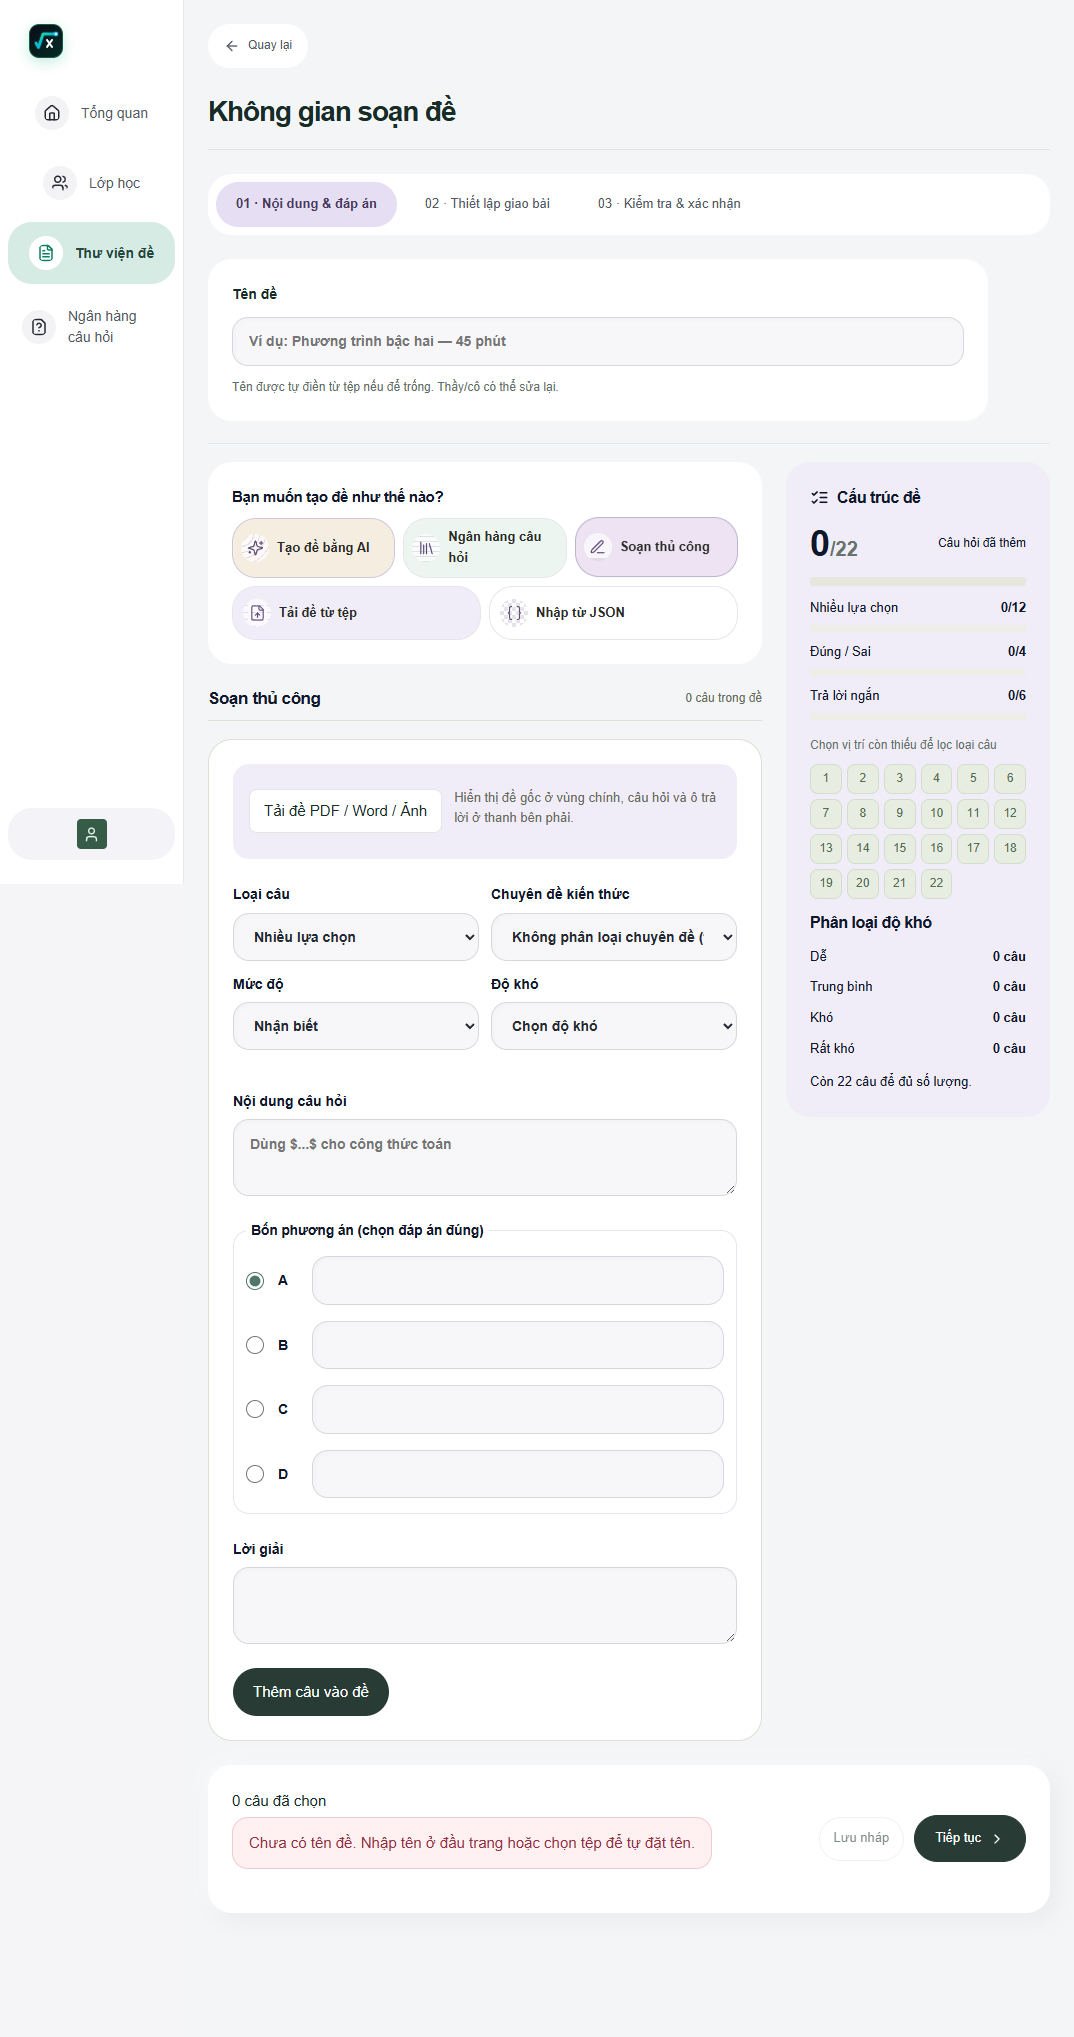 √x
Quay lại
Tổng quan
Lớp học
Thư viện đề
Ngân hàng
câu hỏi
Không gian soạn đề
01 · Nội dung & đáp án
02 · Thiết lập giao bài
03 · Kiểm tra & xác nhận
Tên đề
Ví dụ: Phương trình bậc hai — 45 phút
Tên được tự điền từ tệp nếu để trống. Thầy/cô có thể sửa lại.
Bạn muốn tạo đề như thế nào?
Tạo đề bằng AI
Ngân hàng câu
hỏi
Soạn thủ công
Tải đề từ tệp
Nhập từ JSON
Soạn thủ công
0 câu trong đề
Tải đề PDF / Word / Ảnh
Hiển thị đề gốc ở vùng chính, câu hỏi và ô trả
lời ở thanh bên phải.
Loại câu
Chuyên đề kiến thức
Nhiều lựa chọn
Không phân loại chuyên đề (
Mức độ
Độ khó
Nhận biết
Chọn độ khó
Nội dung câu hỏi
Dùng $...$ cho công thức toán
Bốn phương án (chọn đáp án đúng)
A
B
C
D
Lời giải
Thêm câu vào đề
Cấu trúc đề
0/22
Câu hỏi đã thêm
Nhiều lựa chọn 0/12
Đúng / Sai 0/4
Trả lời ngắn 0/6
Chọn vị trí còn thiếu để lọc loại câu
1 2 3 4 5 6
7 8 9 10 11 12
13 14 15 16 17 18
19 20 21 22
Phân loại độ khó
Dễ 0 câu
Trung bình 0 câu
Khó 0 câu
Rất khó 0 câu
Còn 22 câu để đủ số lượng.
0 câu đã chọn
Chưa có tên đề. Nhập tên ở đầu trang hoặc chọn tệp để tự đặt tên.
Lưu nháp
Tiếp tục